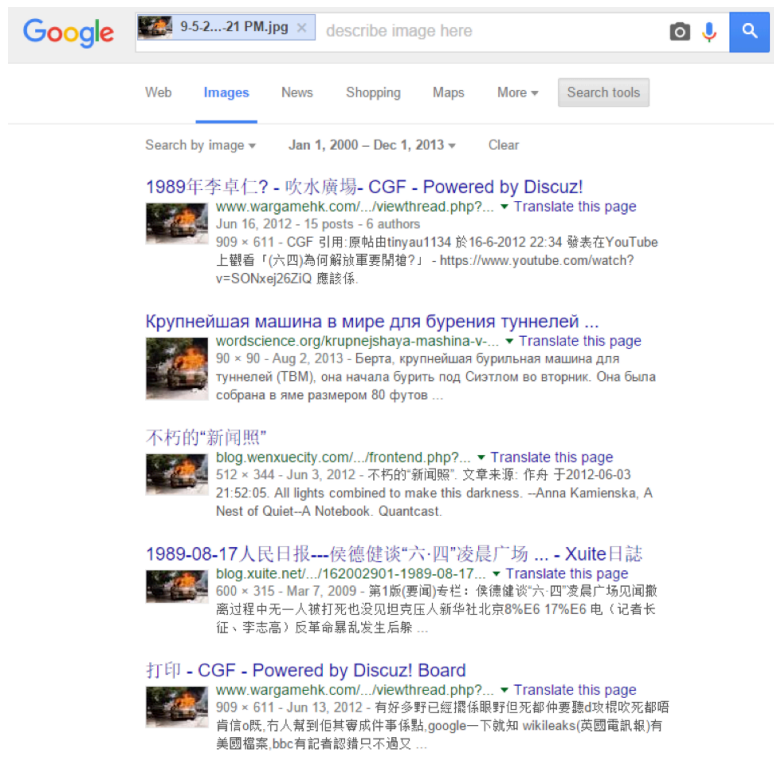 Google 9-5-2...-21 PM.jpg × describe image here
Web Images News Shopping Maps More Search tools
Search by image Jan 1, 2000 – Dec 1, 2013 Clear
1989年李卓仁? - 吹水廣場- CGF - Powered by Discuz!
www.wargamehk.com/.../viewthread.php?... Translate this page
Jun 16, 2012 - 15 posts - 6 authors
909 × 611 - CGF 引用:原帖由tinyau1134 於16-6-2012 22:34 發表在YouTube
上觀看「(六四)為何解放軍要開槍?」 - https://www.youtube.com/watch?
v=SONxej26ZiQ 應該係.
Крупнейшая машина в мире для бурения туннелей ...
wordscience.org/krupnejshaya-mashina-v-... Translate this page
90 × 90 - Aug 2, 2013 - Берта, крупнейшая бурильная машина для
туннелей (TBM), она начала бурить под Сиэтлом во вторник. Она была
собрана в яме размером 80 футов ...
不朽的“新闻照”
blog.wenxuecity.com/.../frontend.php?... Translate this page
512 × 344 - Jun 3, 2012 - 不朽的“新闻照”. 文章来源: 作舟 于2012-06-03
21:52:05. All lights combined to make this darkness. --Anna Kamienska, A
Nest of Quiet--A Notebook. Quantcast.
1989-08-17人民日报---侯德健谈“六·四”凌晨广场 ... - Xuite日誌
blog.xuite.net/.../162002901-1989-08-17... Translate this page
600 × 315 - Mar 7, 2009 - 第1版(要闻)专栏：侯德健谈“六·四”凌晨广场见闻撤
离过程中无一人被打死也没见坦克压人新华社北京8%E6 17%E6 电（记者长
征、李志高）反革命暴乱发生后躲 ...
打印 - CGF - Powered by Discuz! Board
www.wargamehk.com/.../viewthread.php?... Translate this page
909 × 611 - Jun 13, 2012 - 有好多野已經擺係眼野但死都仲要聽d攻棍吹死都唔
肯信o既,冇人幫到佢其審成件事係點,google一下就知 wikileaks(英國電訊報)有
美國檔案,bbc有記者認錯只不過又 ...